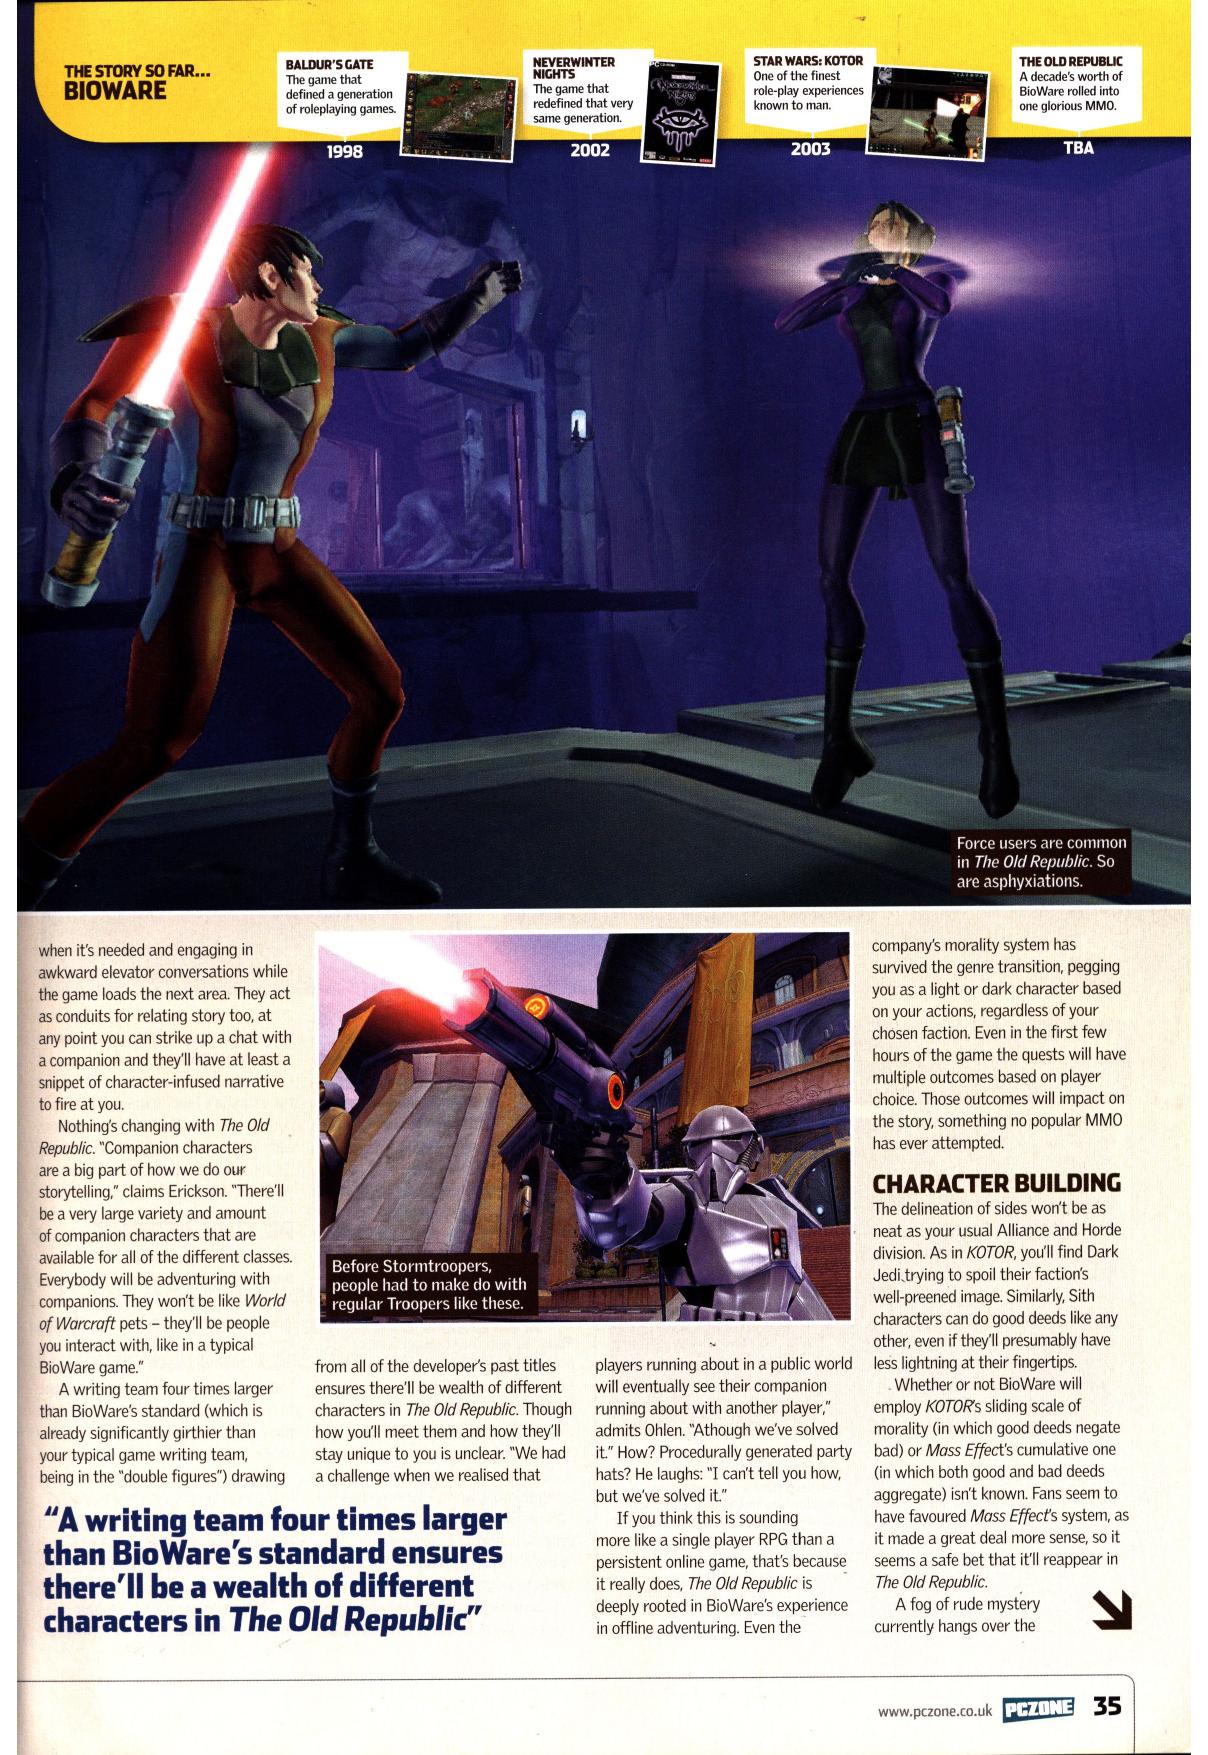 THE STORY SO FAR...
BIOWARE
BALDUR'S GATE
The game that
defined a generation
of roleplaying games.
1998
NEVERWINTER
NIGHTS
The game that
redefined that very
same generation.
2002
STAR WARS: KOTOR
One of the finest
role-play experiences
known to man.
2003
THE OLD REPUBLIC
A decade's worth of
BioWare rolled into
one glorious MMO.
TBA
Force users are common
in The Old Republic. So
are asphyxiations.
when it's needed and engaging in
awkward elevator conversations while
the game loads the next area. They act
as conduits for relating story too, at
any point you can strike up a chat with
a companion and they'll have at least a
snippet of character-infused narrative
to fire at you.
Nothing's changing with The Old
Republic. "Companion characters
are a big part of how we do our
storytelling," claims Erickson. "There'll
be a very large variety and amount
of companion characters that are
available for all of the different classes.
Everybody will be adventuring with
companions. They won't be like World
of Warcraft pets – they'll be people
you interact with, like in a typical
BioWare game."
A writing team four times larger
than BioWare's standard (which is
already significantly girthier than
your typical game writing team,
being in the "double figures") drawing
"A writing team four times larger
than BioWare's standard ensures
there'll be a wealth of different
characters in The Old Republic"
Before Stormtroopers,
people had to make do with
regular Troopers like these.
from all of the developer's past titles
ensures there'll be wealth of different
characters in The Old Republic. Though
how you'll meet them and how they'll
stay unique to you is unclear. "We had
a challenge when we realised that
players running about in a public world
will eventually see their companion
running about with another player,"
admits Ohlen. "Athough we've solved
it." How? Procedurally generated party
hats? He laughs: "I can't tell you how,
but we've solved it."
If you think this is sounding
more like a single player RPG than a
persistent online game, that's because
it really does, The Old Republic is
deeply rooted in BioWare's experience
in offline adventuring. Even the
company's morality system has
survived the genre transition, pegging
you as a light or dark character based
on your actions, regardless of your
chosen faction. Even in the first few
hours of the game the quests will have
multiple outcomes based on player
choice. Those outcomes will impact on
the story, something no popular MMO
has ever attempted.
CHARACTER BUILDING
The delineation of sides won't be as
neat as your usual Alliance and Horde
division. As in KOTOR, you'll find Dark
Jedi trying to spoil their faction's
well-preened image. Similarly, Sith
characters can do good deeds like any
other, even if they'll presumably have
less lightning at their fingertips.
Whether or not BioWare will
employ KOTOR's sliding scale of
morality (in which good deeds negate
bad) or Mass Effect's cumulative one
(in which both good and bad deeds
aggregate) isn't known. Fans seem to
have favoured Mass Effect's system, as
it made a great deal more sense, so it
seems a safe bet that it'll reappear in
The Old Republic.
A fog of rude mystery
currently hangs over the
www.pczone.co.uk PCZONE 35